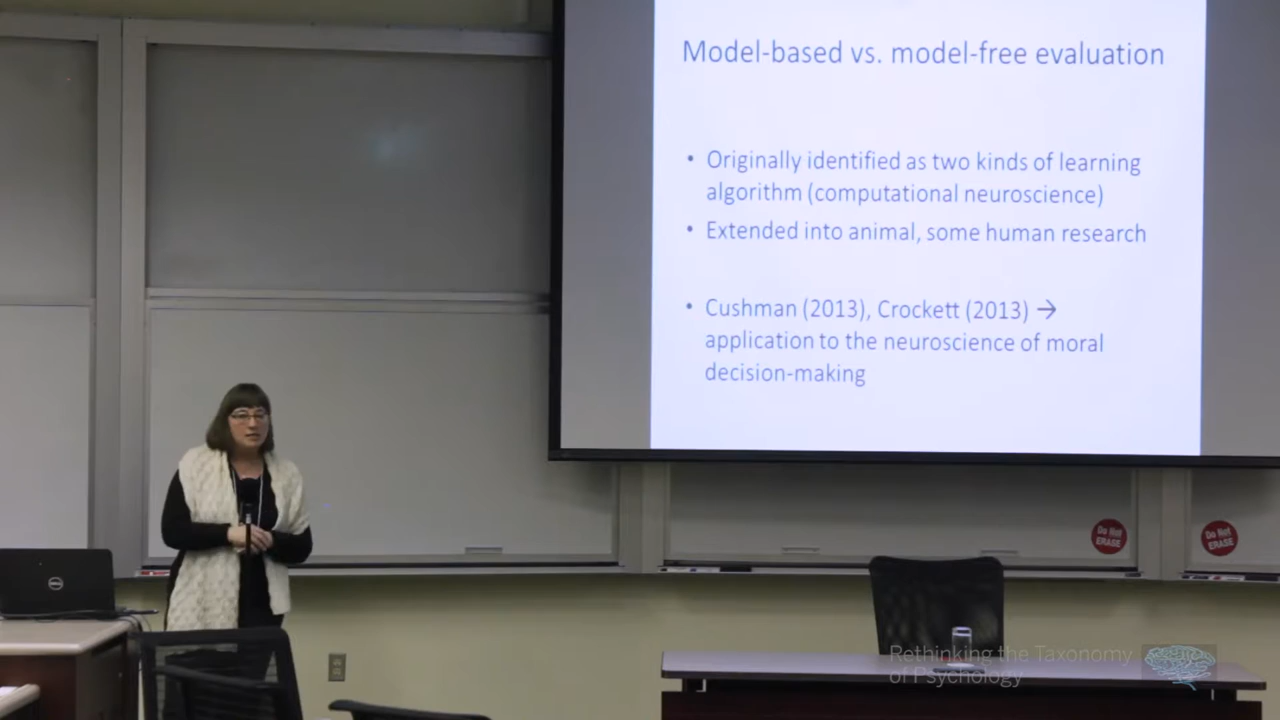 Model-based vs. model-free evaluation
• Originally identified as two kinds of learning
algorithm (computational neuroscience)
• Extended into animal, some human research
• Cushman (2013), Crockett (2013) →
application to the neuroscience of moral
decision-making
Do Not
ERASE
Do Not
ERASE
DELL
Rethinking the Taxonomy
of Psychology